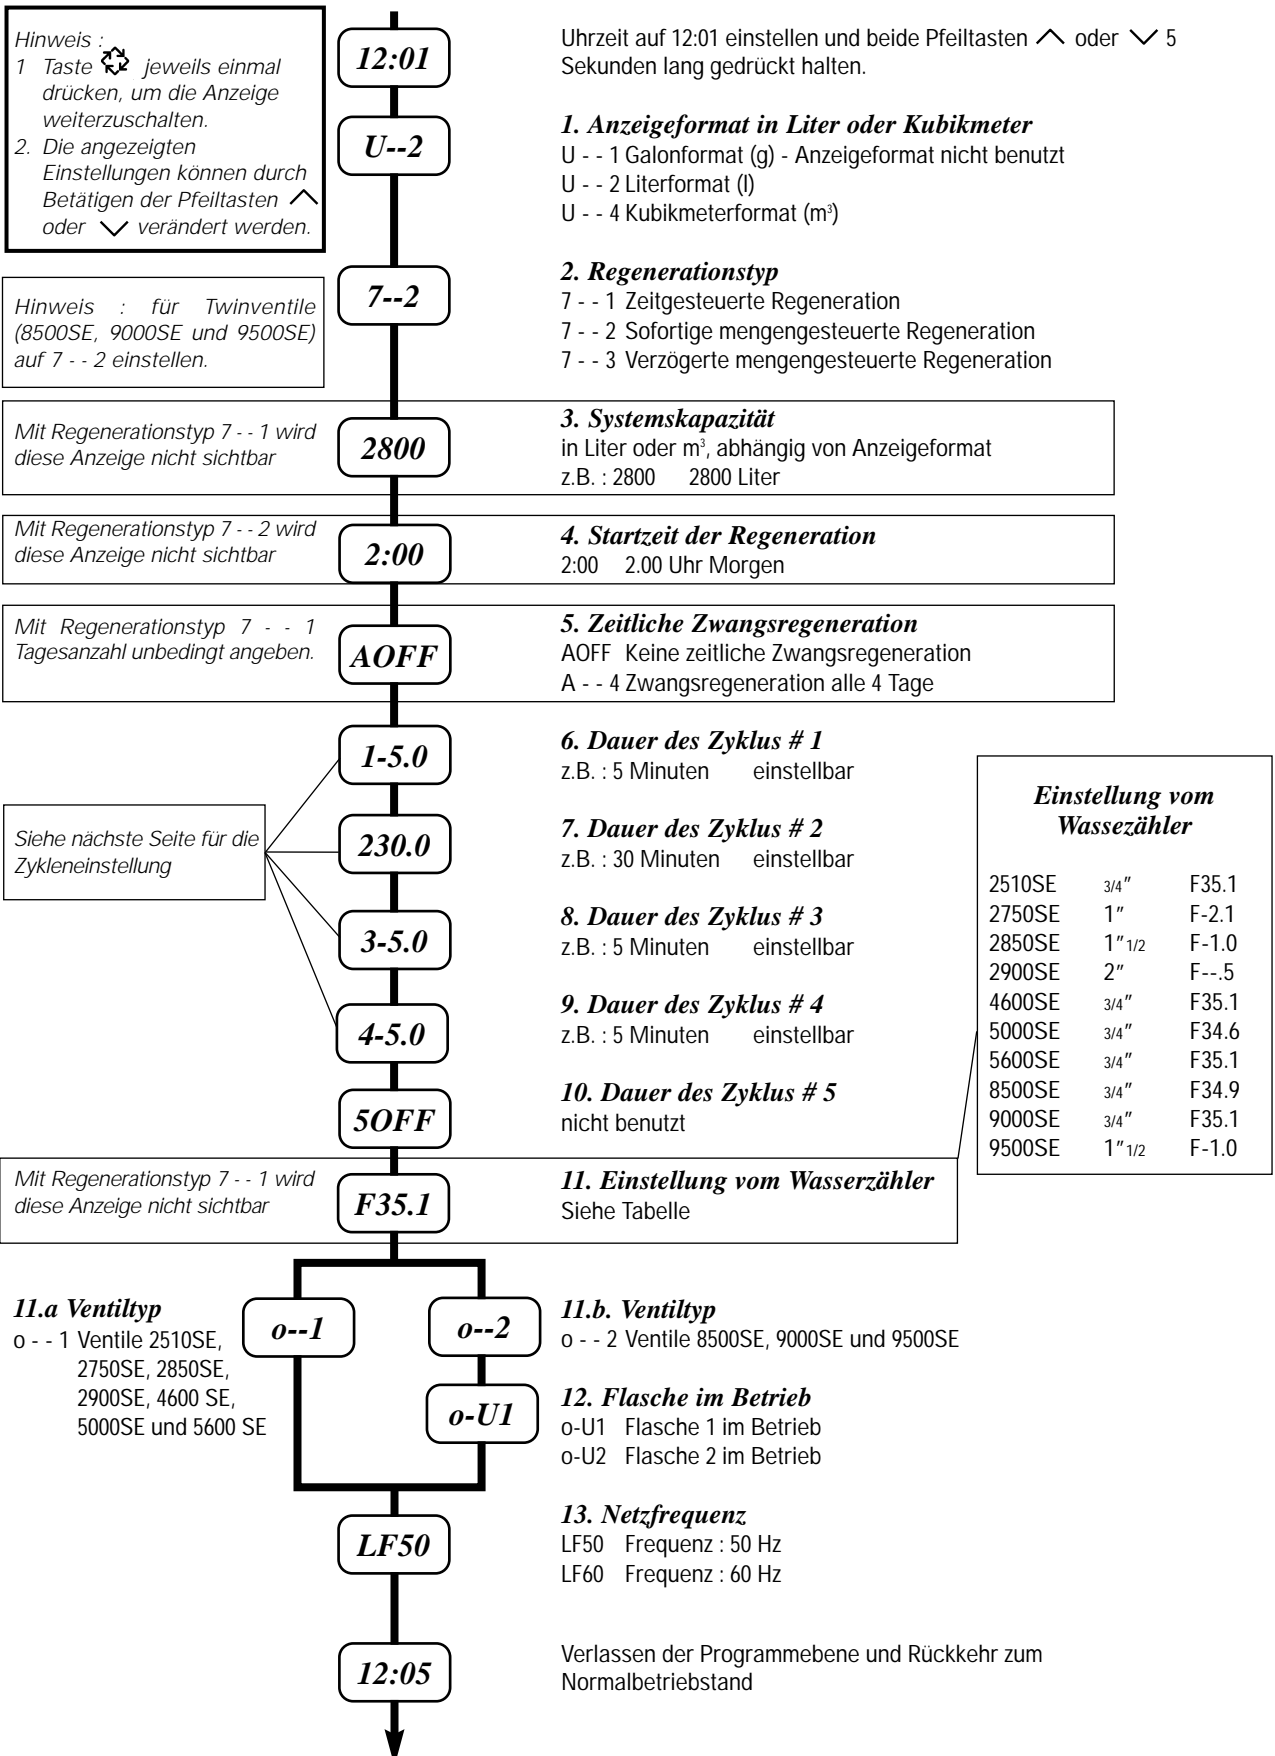 Hinweis :
1 Taste jeweils einmal
drücken, um die Anzeige
weiterzuschalten.
2. Die angezeigten
Einstellungen können durch
Betätigen der Pfeiltasten
oder verändert werden.
12:01
Uhrzeit auf 12:01 einstellen und beide Pfeiltasten oder 5
Sekunden lang gedrückt halten.
U--2
1. Anzeigeformat in Liter oder Kubikmeter
U - - 1 Galonformat (g) - Anzeigeformat nicht benutzt
U - - 2 Literformat (l)
U - - 4 Kubikmeterformat (m³)
Hinweis : für Twinventile
(8500SE, 9000SE und 9500SE)
auf 7 - - 2 einstellen.
7--2
2. Regenerationstyp
7 - - 1 Zeitgesteuerte Regeneration
7 - - 2 Sofortige mengengesteuerte Regeneration
7 - - 3 Verzögerte mengengesteuerte Regeneration
Mit Regenerationstyp 7 - - 1 wird
diese Anzeige nicht sichtbar
2800
3. Systemskapazität
in Liter oder m³, abhängig von Anzeigeformat
z.B. : 2800 2800 Liter
Mit Regenerationstyp 7 - - 2 wird
diese Anzeige nicht sichtbar
2:00
4. Startzeit der Regeneration
2:00 2.00 Uhr Morgen
Mit Regenerationstyp 7 - - 1
Tagesanzahl unbedingt angeben.
AOFF
5. Zeitliche Zwangsregeneration
AOFF Keine zeitliche Zwangsregeneration
A - - 4 Zwangsregeneration alle 4 Tage
1-5.0
6. Dauer des Zyklus # 1
z.B. : 5 Minuten einstellbar
Siehe nächste Seite für die
Zykleneinstellung
230.0
7. Dauer des Zyklus # 2
z.B. : 30 Minuten einstellbar
3-5.0
8. Dauer des Zyklus # 3
z.B. : 5 Minuten einstellbar
4-5.0
9. Dauer des Zyklus # 4
z.B. : 5 Minuten einstellbar
5OFF
10. Dauer des Zyklus # 5
nicht benutzt
Einstellung vom
Wassezähler
2510SE 3/4" F35.1
2750SE 1" F-2.1
2850SE 1"1/2 F-1.0
2900SE 2" F--.5
4600SE 3/4" F35.1
5000SE 3/4" F34.6
5600SE 3/4" F35.1
8500SE 3/4" F34.9
9000SE 3/4" F35.1
9500SE 1"1/2 F-1.0
Mit Regenerationstyp 7 - - 1 wird
diese Anzeige nicht sichtbar
F35.1
11. Einstellung vom Wasserzähler
Siehe Tabelle
11.a Ventiltyp
o - - 1 Ventile 2510SE,
2750SE, 2850SE,
2900SE, 4600 SE,
5000SE und 5600 SE
o--1
o--2
11.b. Ventiltyp
o - - 2 Ventile 8500SE, 9000SE und 9500SE
o-U1
12. Flasche im Betrieb
o-U1 Flasche 1 im Betrieb
o-U2 Flasche 2 im Betrieb
LF50
13. Netzfrequenz
LF50 Frequenz : 50 Hz
LF60 Frequenz : 60 Hz
12:05
Verlassen der Programmebene und Rückkehr zum
Normalbetriebstand